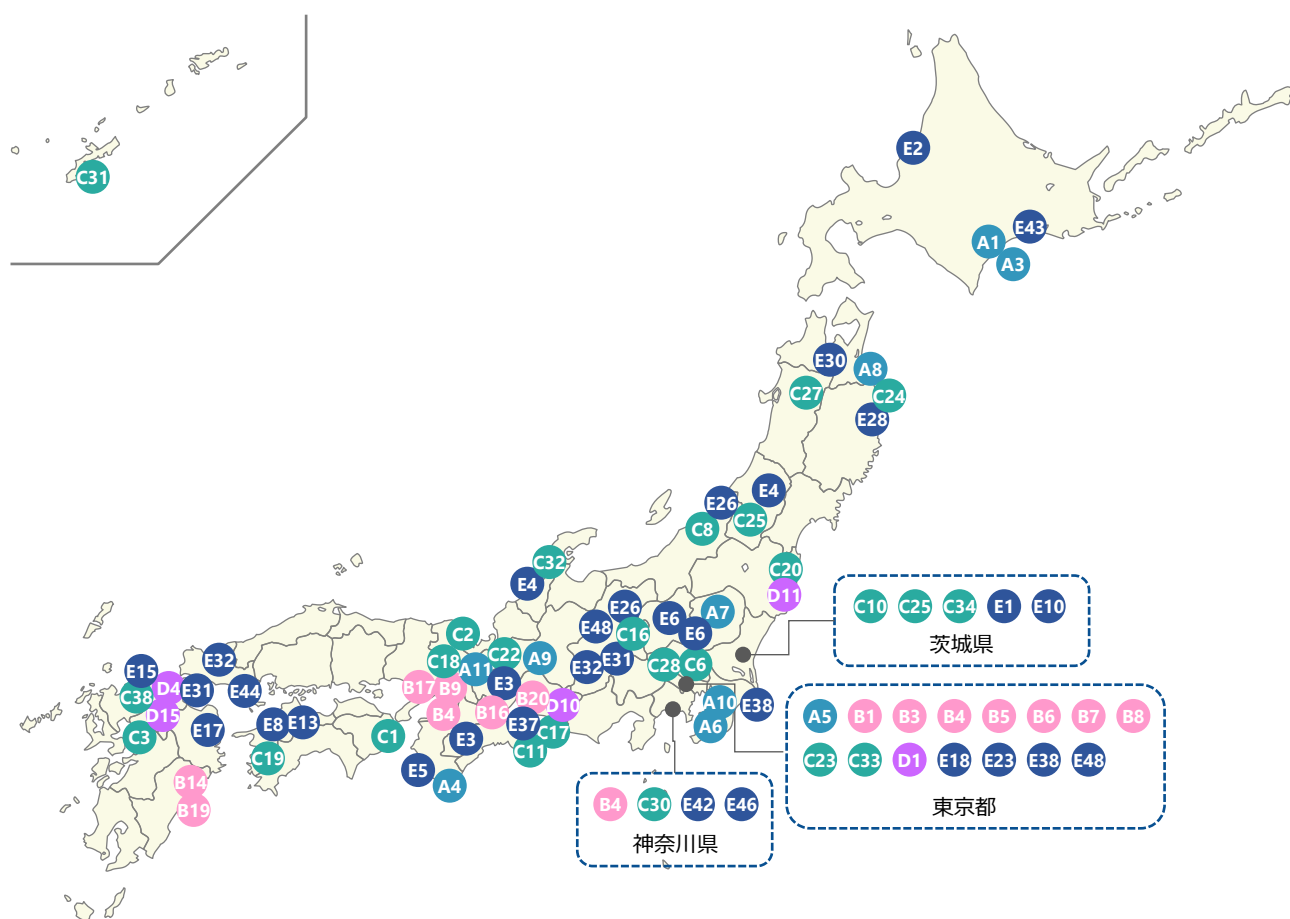 E2
C31
E43
A1
A3
E30
A8
C27
C24
E28
E4
E26
C25
C8
C20
C32
D11
E4
E26
A7
E6
E48
C16
E6
C2
C22
A9
C18
A11
E32
E31
C28
C6
E32
E15
D4
E31
E44
C38
D15
B17
B9
E3
B20
D10
B4
B16
A10
E38
A6
E17
E8
E13
C3
C19
C1
E3
E37
C17
C11
E5
A4
B14
B19
C10 C25 C34 E1 E10
茨城県
A5 B1 B3 B4 B5 B6 B7 B8
C23 C33 D1 E18 E23 E38 E48
東京都
B4 C30 E42 E46
神奈川県